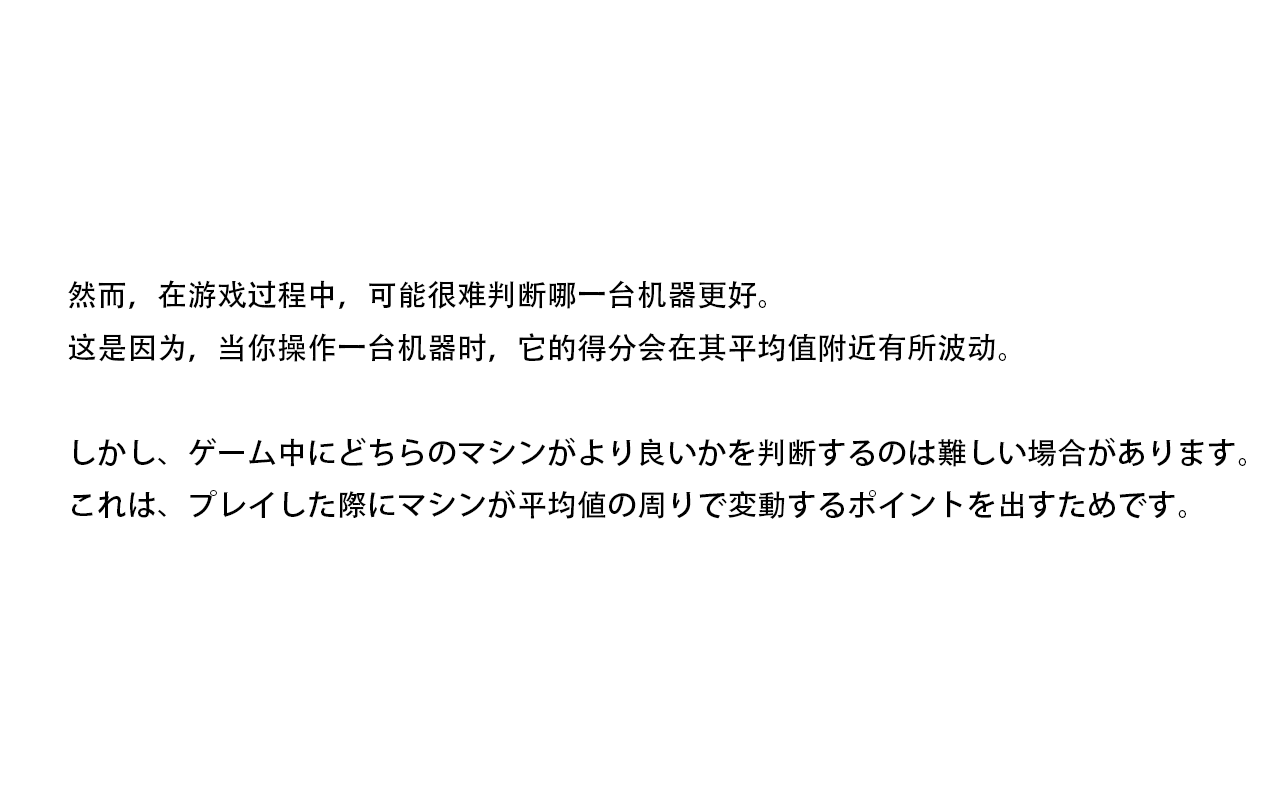 然而，在游戏过程中，可能很难判断哪一台机器更好。
这是因为，当你操作一台机器时，它的得分会在其平均值附近有所波动。
しかし、ゲーム中にどちらのマシンがより良いかを判断するのは難しい場合があります。
これは、プレイした際にマシンが平均値の周りで変動するポイントを出すためです。